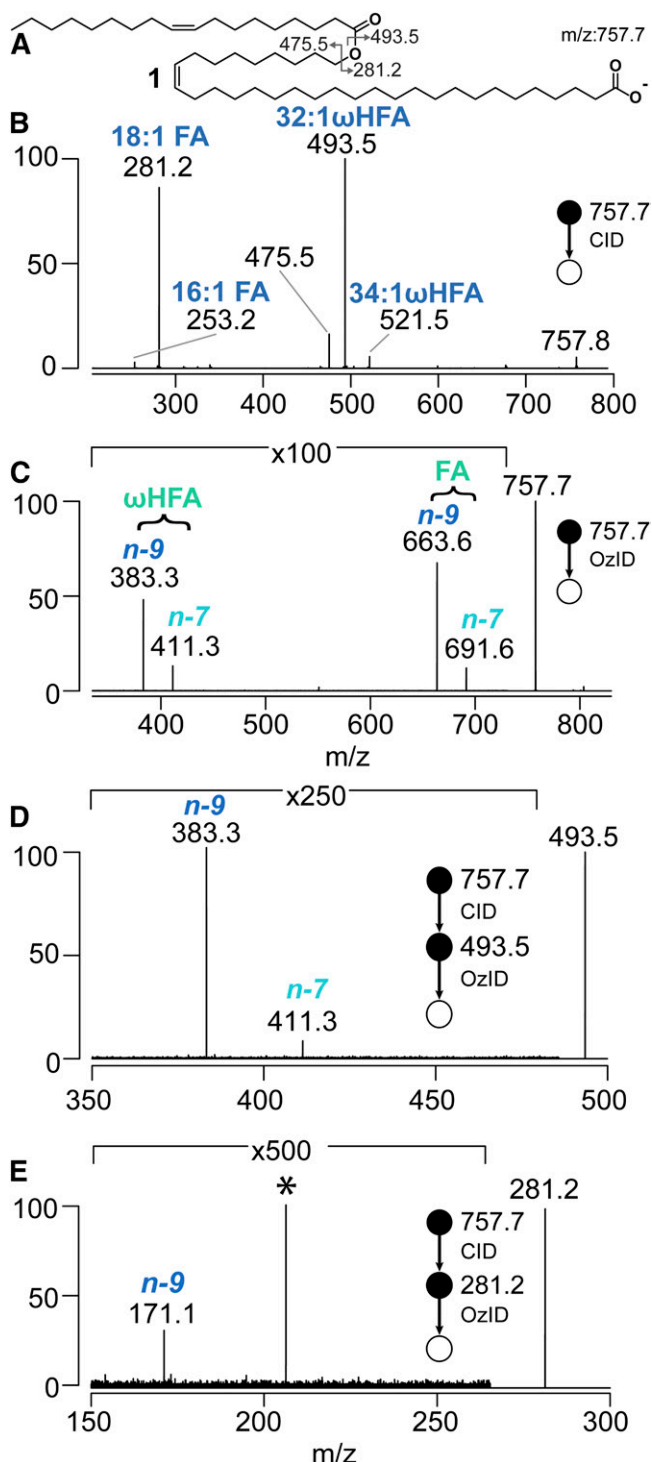 A
O
O
475.5
493.5
281.2
m/z:757.7
1
O
O-
B
18:1 FA
281.2
32:1ωHFA
493.5
475.5
16:1 FA
253.2
34:1ωHFA
521.5
757.8
757.7
CID
100
50
0
300 400 500 600 700 800
C
x100
ωHFA
n-9
383.3
n-7
411.3
FA
n-9
663.6
n-7
691.6
757.7
757.7
OzID
100
50
0
400 500 600 700 800
m/z
D
x250
n-9
383.3
n-7
411.3
493.5
757.7
CID
493.5
OzID
100
50
0
350 400 450 500
E
x500
*
n-9
171.1
281.2
757.7
CID
281.2
OzID
100
50
0
150 200 250 300
m/z